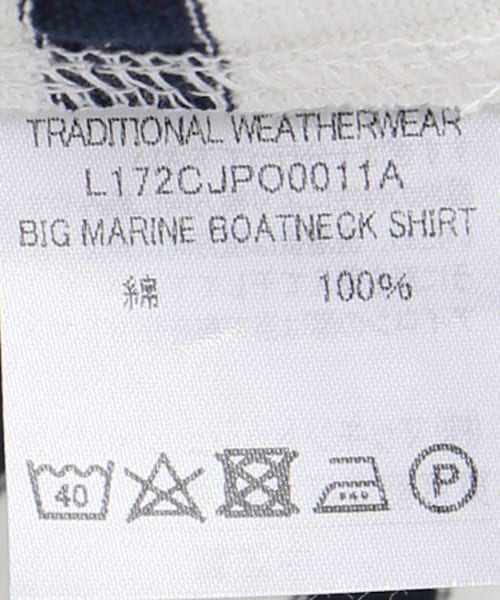 TRADITIONAL WEATHERWEAR
L172CJPO0011A
BIG MARINE BOATNECK SHIRT
綿 100%
40 P